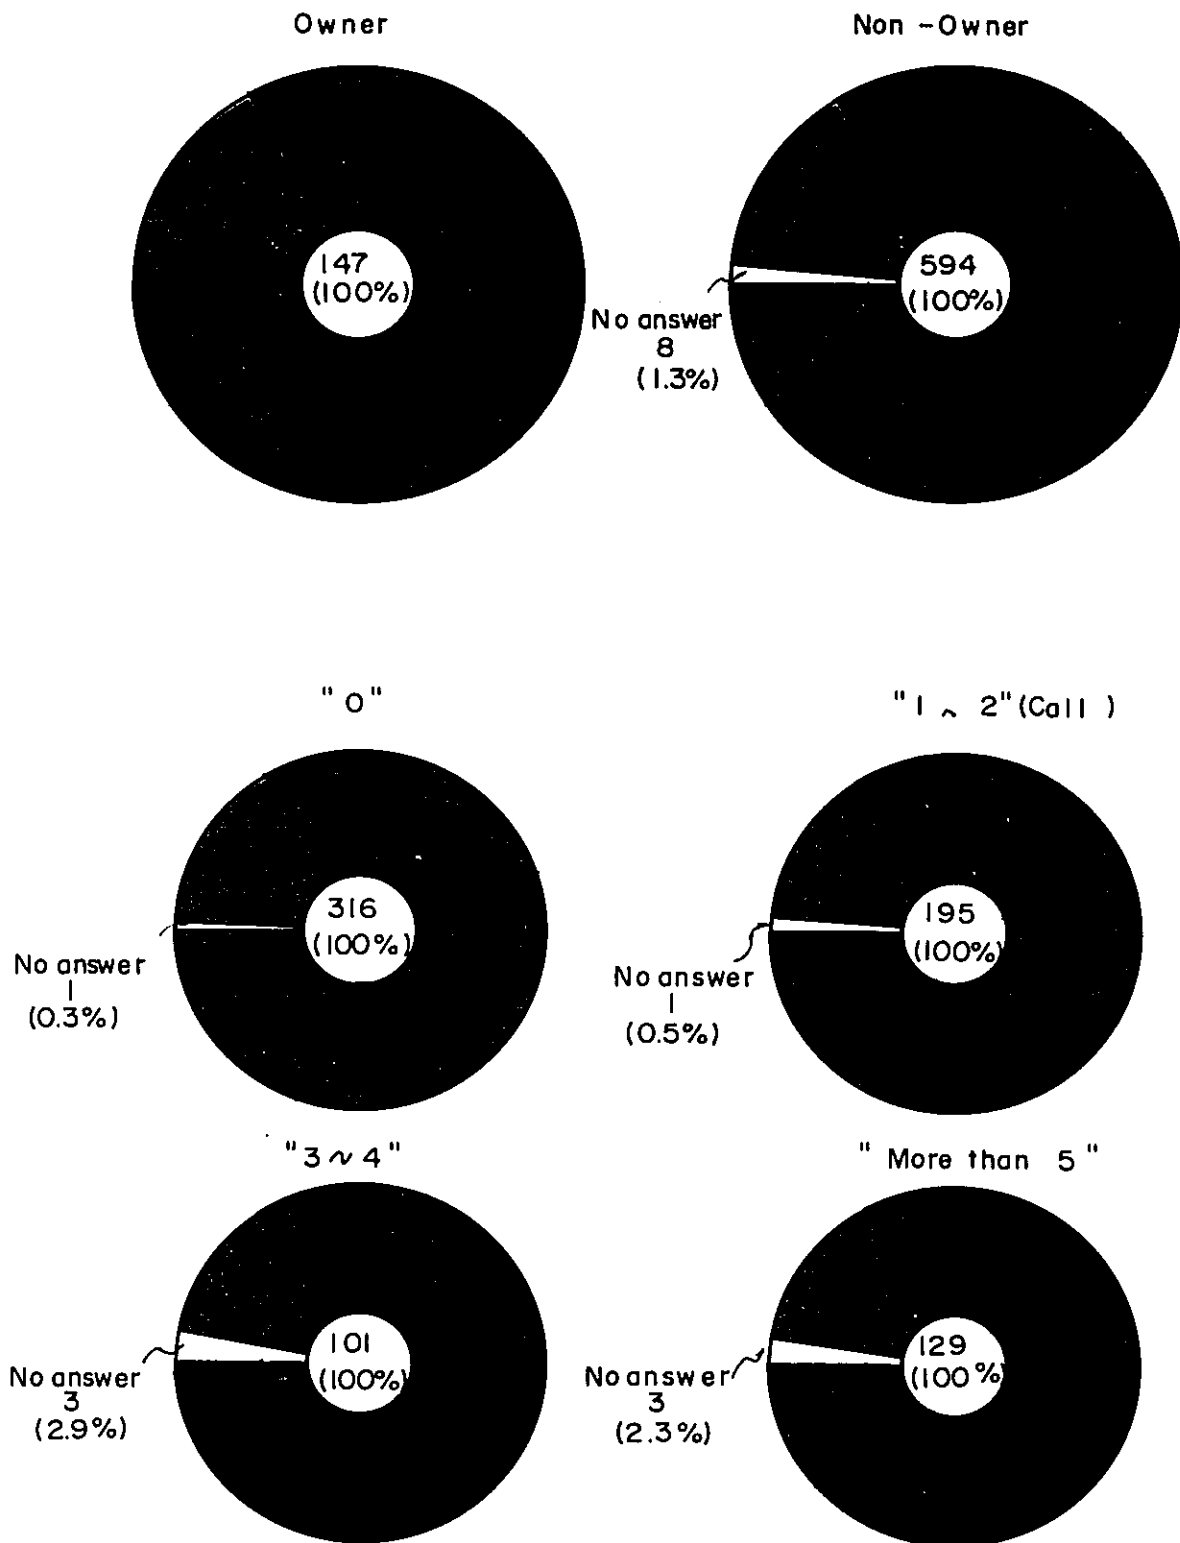 Owner
Non-Owner
147
(100%)
594
(100%)
No answer
8
(1.3%)
"0"
"1 ~ 2" (Call )
316
(100%)
No answer
1
(0.3%)
195
(100%)
No answer
1
(0.5%)
"3 ~ 4"
"More than 5"
101
(100%)
No answer
3
(2.9%)
129
(100%
No answer
3
(2.3%)